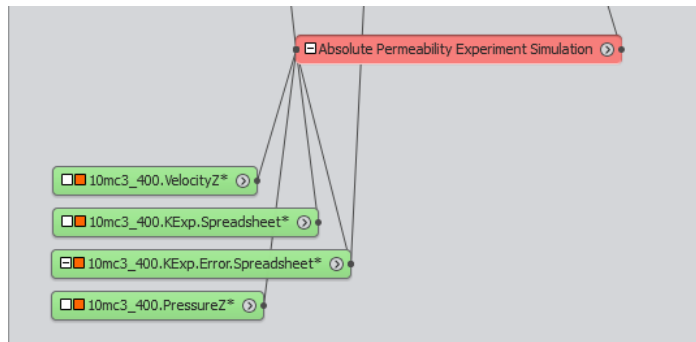 Absolute Permeability Experiment Simulation
10mc3_400.VelocityZ*
10mc3_400.KExp.Spreadsheet*
10mc3_400.KExp.Error.Spreadsheet*
10mc3_400.PressureZ*